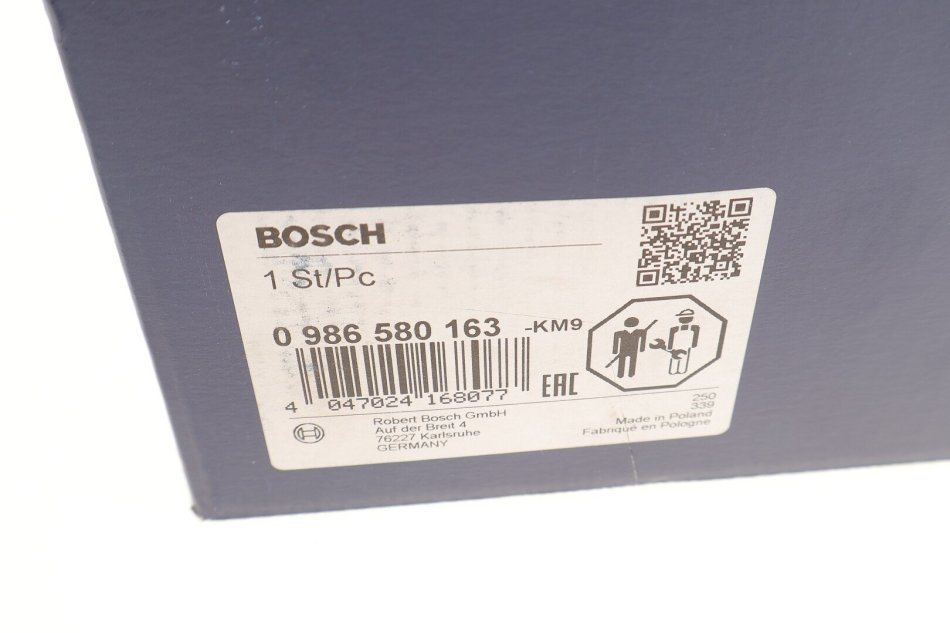 BOSCH
1 St/Pc
0 986 580 163 -KM9
4 047024 168077
EAC
Robert Bosch GmbH
Auf der Breit 4
76227 Karlsruhe
GERMANY
250
339
Made in Poland
Fabriqué en Pologne